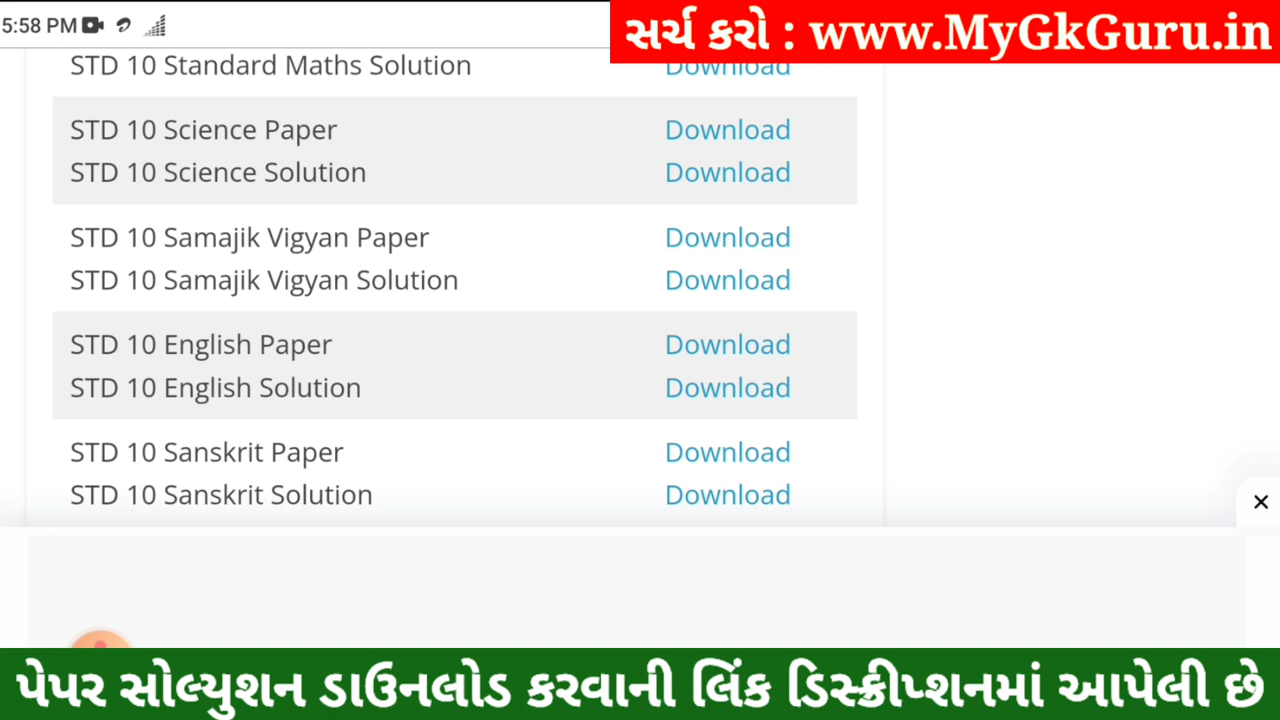 5:58 PM
સર્ચ કરો : www.MyGkGuru.in
STD 10 Standard Maths Solution Download
STD 10 Science Paper Download
STD 10 Science Solution Download
STD 10 Samajik Vigyan Paper Download
STD 10 Samajik Vigyan Solution Download
STD 10 English Paper Download
STD 10 English Solution Download
STD 10 Sanskrit Paper Download
STD 10 Sanskrit Solution Download
પેપર સોલ્યુશન ડાઉનલોડ કરવાની લિંક ડિસ્ક્રીપ્શનમાં આપેલી છે